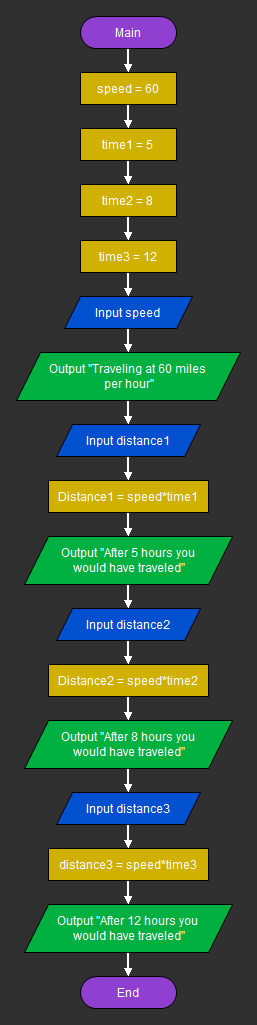 Main
speed = 60
time1 = 5
time2 = 8
time3 = 12
Input speed
Output "Traveling at 60 miles
per hour"
Input distance1
Distance1 = speed*time1
Output "After 5 hours you
would have traveled"
Input distance2
Distance2 = speed*time2
Output "After 8 hours you
would have traveled"
Input distance3
distance3 = speed*time3
Output "After 12 hours you
would have traveled"
End